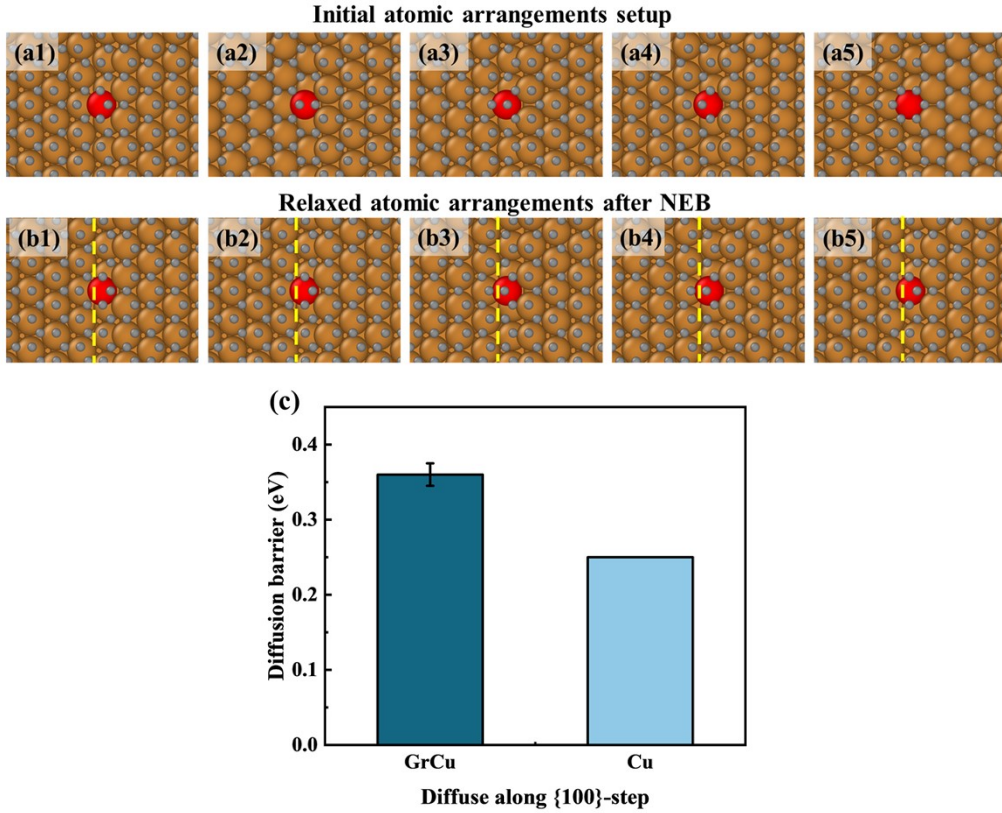 Initial atomic arrangements setup
(a1) (a2) (a3) (a4) (a5)
Relaxed atomic arrangements after NEB
(b1) (b2) (b3) (b4) (b5)
(c)
Diffusion barrier (eV)
0.4
0.3
0.2
0.1
0.0
GrCu Cu
Diffuse along {100}-step